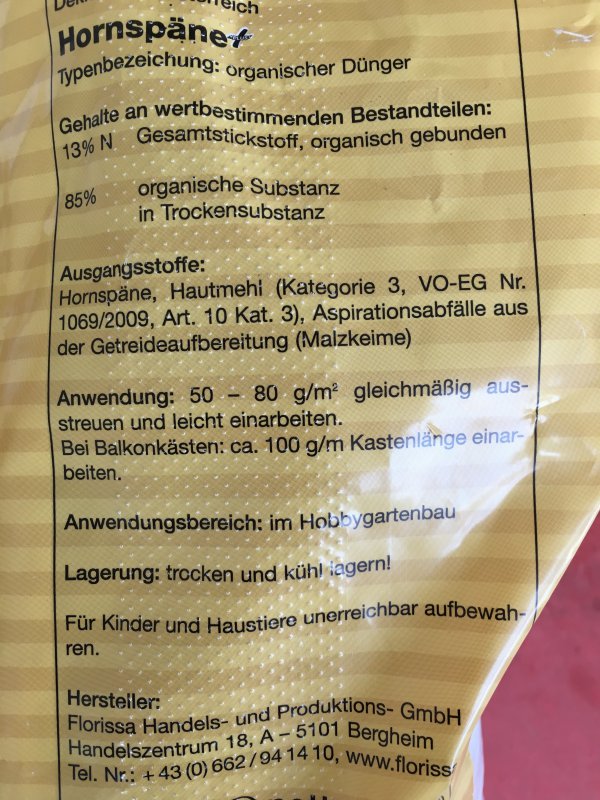 Hornspäne+
Typenbezeichung: organischer Dünger
Gehalte an wertbestimmenden Bestandteilen:
13% N Gesamtstickstoff, organisch gebunden
85% organische Substanz
in Trockensubstanz
Ausgangsstoffe:
Hornspäne, Hautmehl (Kategorie 3, VO-EG Nr.
1069/2009, Art. 10 Kat. 3), Aspirationsabfälle aus
der Getreideaufbereitung (Malzkeime)
Anwendung: 50 – 80 g/m² gleichmäßig aus-
streuen und leicht einarbeiten.
Bei Balkonkästen: ca. 100 g/m Kastenlänge einar-
beiten.
Anwendungsbereich: im Hobbygartenbau
Lagerung: trocken und kühl lagern!
Für Kinder und Haustiere unerreichbar aufbewah-
ren.
Hersteller:
Florissa Handels- und Produktions- GmbH
Handelszentrum 18, A – 5101 Bergheim
Tel. Nr.: +43 (0) 662 / 94 14 10, www.floriss